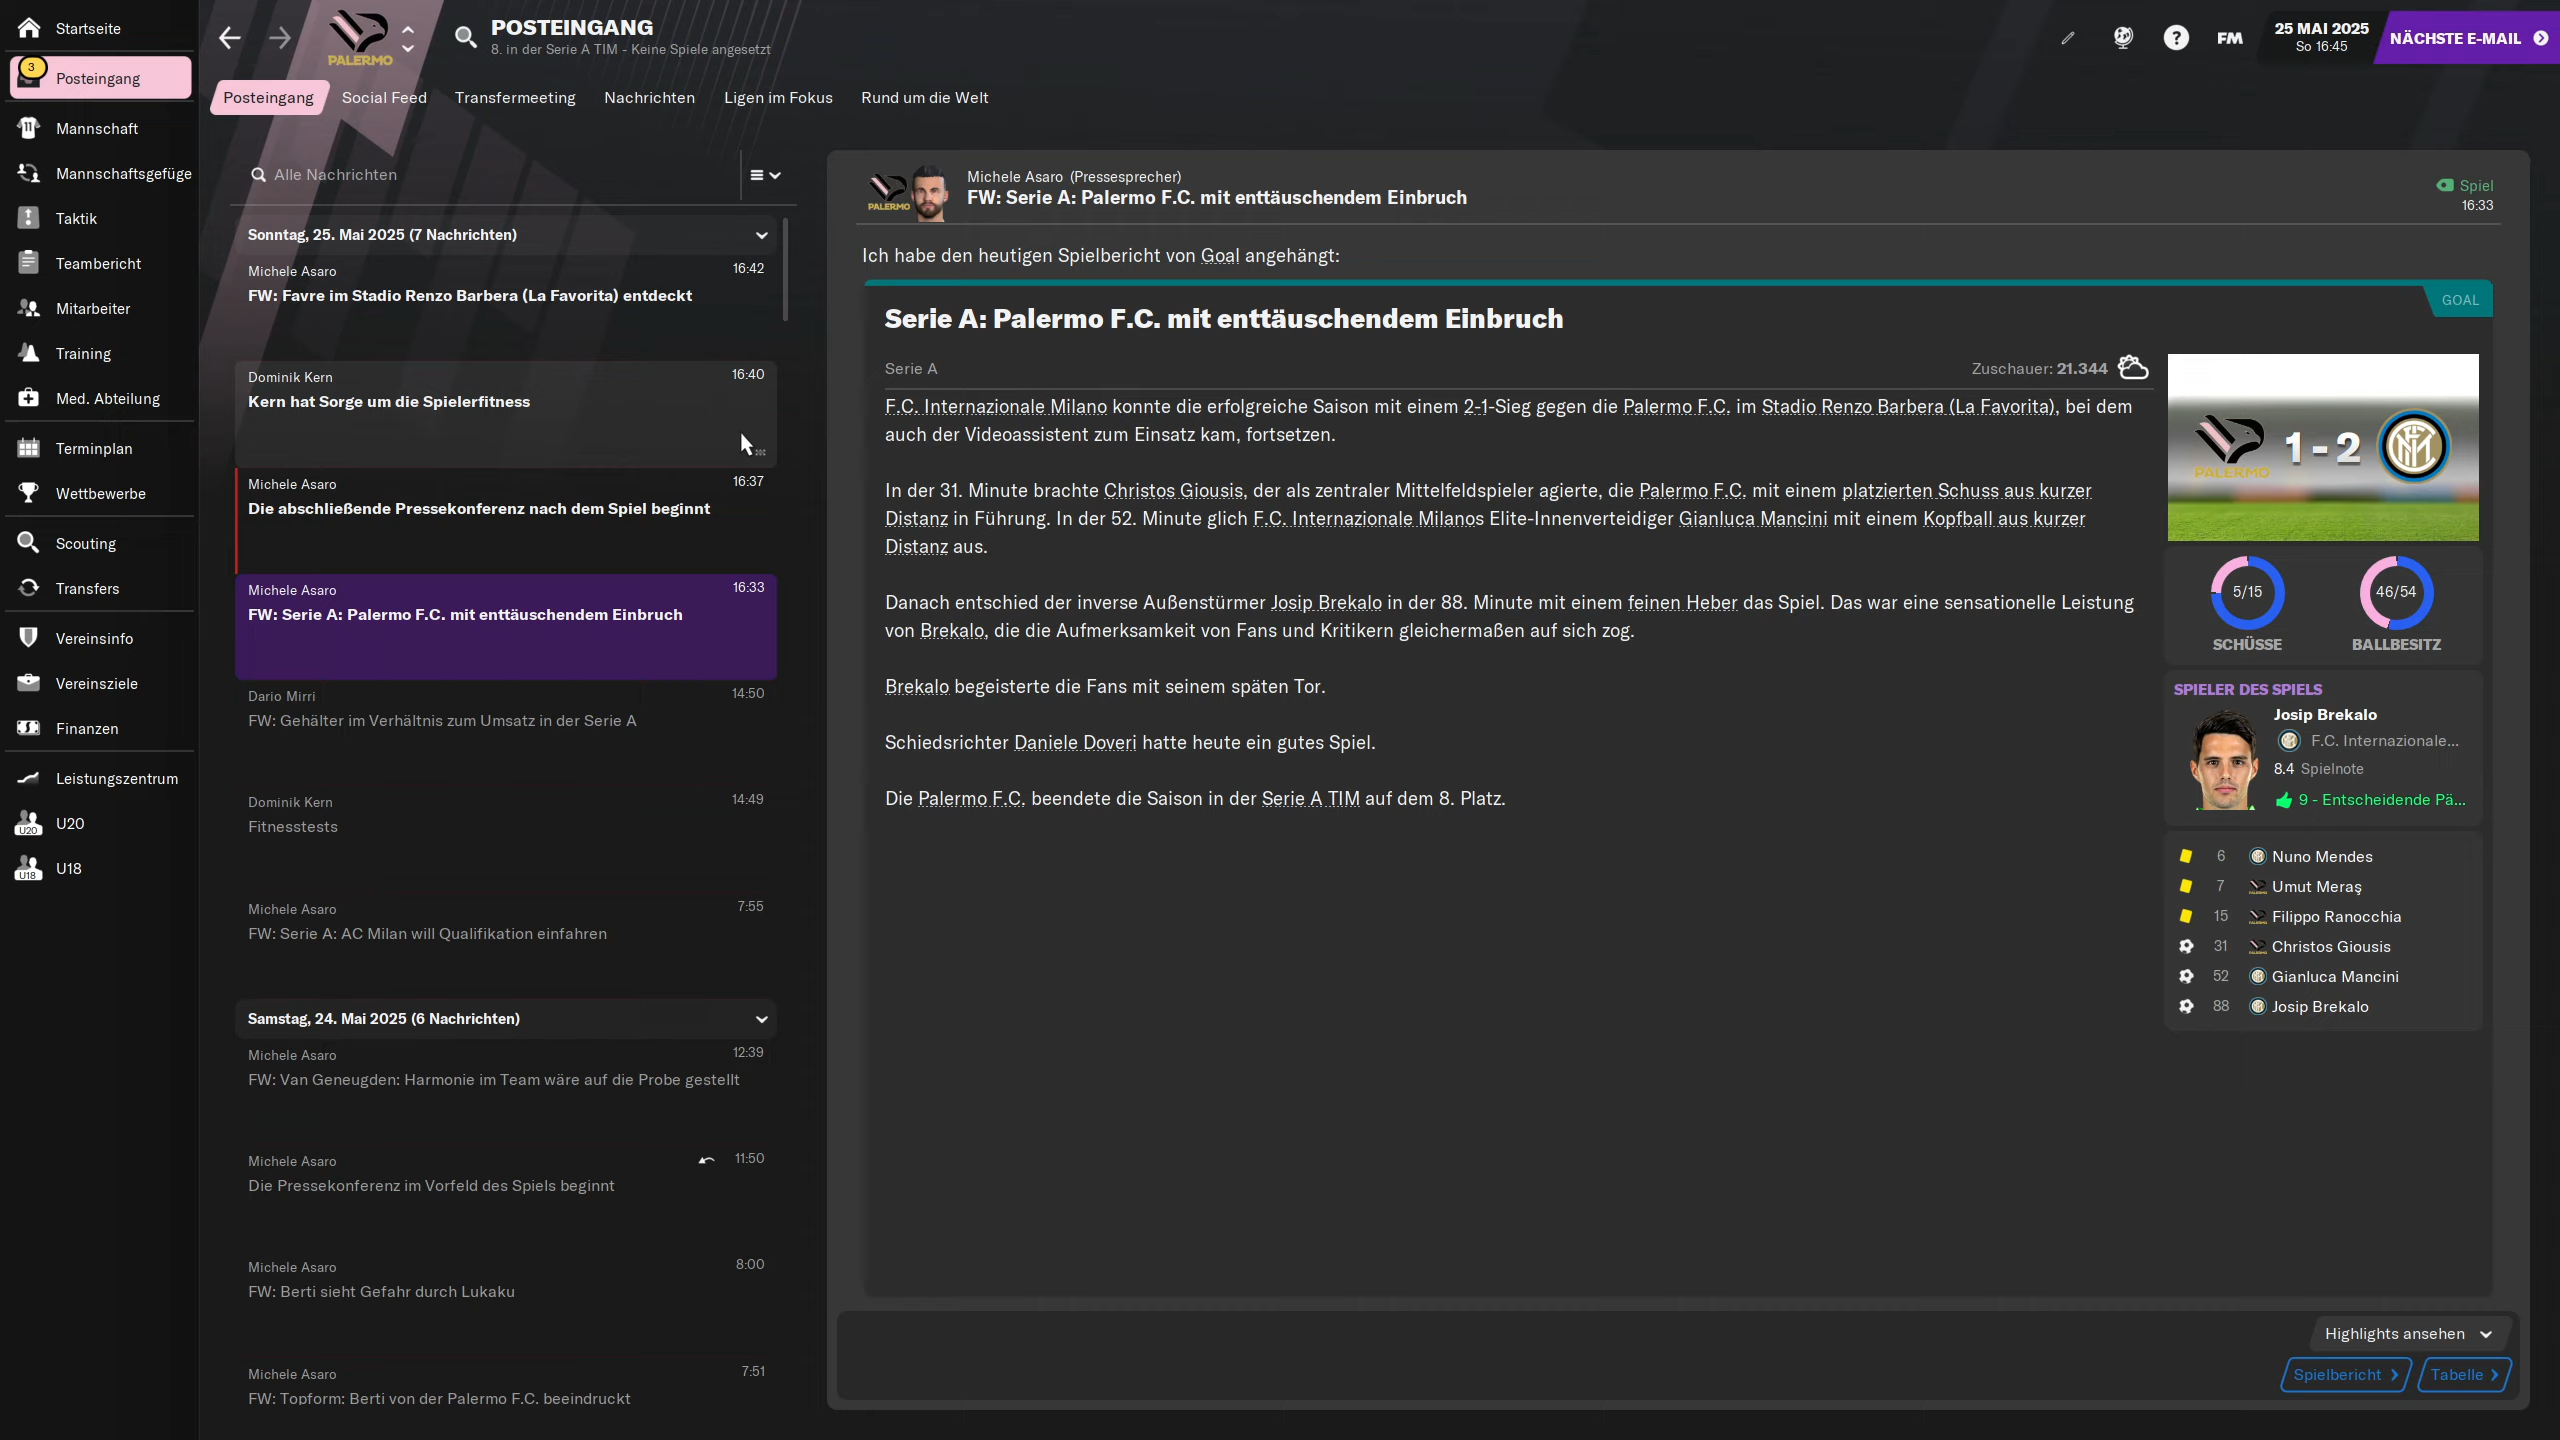 Startseite
3
Posteingang
Mannschaft
Mannschaftsgefüge
Taktik
Teambericht
Mitarbeiter
Training
Med. Abteilung
Terminplan
Wettbewerbe
Scouting
Transfers
Vereinsinfo
Vereinsziele
Finanzen
Leistungszentrum
U20
U20
U18
U18
PALERMO
POSTEINGANG
8. in der Serie A TIM - Keine Spiele angesetzt
FM
25 MAI 2025
So 16:45
NÄCHSTE E-MAIL
Posteingang Social Feed Transfermeeting Nachrichten Ligen im Fokus Rund um die Welt
Alle Nachrichten
Sonntag, 25. Mai 2025 (7 Nachrichten)
Michele Asaro 16:42
FW: Favre im Stadio Renzo Barbera (La Favorita) entdeckt
Dominik Kern 16:40
Kern hat Sorge um die Spielerfitness
Michele Asaro 16:37
Die abschließende Pressekonferenz nach dem Spiel beginnt
Michele Asaro 16:33
FW: Serie A: Palermo F.C. mit enttäuschendem Einbruch
Dario Mirri 14:50
FW: Gehälter im Verhältnis zum Umsatz in der Serie A
Dominik Kern 14:49
Fitnesstests
Michele Asaro 7:55
FW: Serie A: AC Milan will Qualifikation einfahren
Samstag, 24. Mai 2025 (6 Nachrichten)
Michele Asaro 12:39
FW: Van Geneugden: Harmonie im Team wäre auf die Probe gestellt
Michele Asaro 11:50
Die Pressekonferenz im Vorfeld des Spiels beginnt
Michele Asaro 8:00
FW: Berti sieht Gefahr durch Lukaku
Michele Asaro 7:51
FW: Topform: Berti von der Palermo F.C. beeindruckt
PALERMO
Michele Asaro (Pressesprecher)
FW: Serie A: Palermo F.C. mit enttäuschendem Einbruch
Spiel
16:33
Ich habe den heutigen Spielbericht von Goal angehängt:
GOAL
Serie A: Palermo F.C. mit enttäuschendem Einbruch
Serie A Zuschauer: 21.344
F.C. Internazionale Milano konnte die erfolgreiche Saison mit einem 2-1-Sieg gegen die Palermo F.C. im Stadio Renzo Barbera (La Favorita), bei dem
auch der Videoassistent zum Einsatz kam, fortsetzen.
In der 31. Minute brachte Christos Giousis, der als zentraler Mittelfeldspieler agierte, die Palermo F.C. mit einem platzierten Schuss aus kurzer
Distanz in Führung. In der 52. Minute glich F.C. Internazionale Milanos Elite-Innenverteidiger Gianluca Mancini mit einem Kopfball aus kurzer
Distanz aus.
Danach entschied der inverse Außenstürmer Josip Brekalo in der 88. Minute mit einem feinen Heber das Spiel. Das war eine sensationelle Leistung
von Brekalo, die die Aufmerksamkeit von Fans und Kritikern gleichermaßen auf sich zog.
Brekalo begeisterte die Fans mit seinem späten Tor.
Schiedsrichter Daniele Doveri hatte heute ein gutes Spiel.
Die Palermo F.C. beendete die Saison in der Serie A TIM auf dem 8. Platz.
PALERMO
1 - 2
5/15
46/54
SCHÜSSE
BALLBESITZ
SPIELER DES SPIELS
Josip Brekalo
F.C. Internazionale...
8.4 Spielnote
9 - Entscheidende Pä...
6 Nuno Mendes
7 Umut Meraş
15 Filippo Ranocchia
31 Christos Giousis
52 Gianluca Mancini
88 Josip Brekalo
Highlights ansehen
Spielbericht
Tabelle